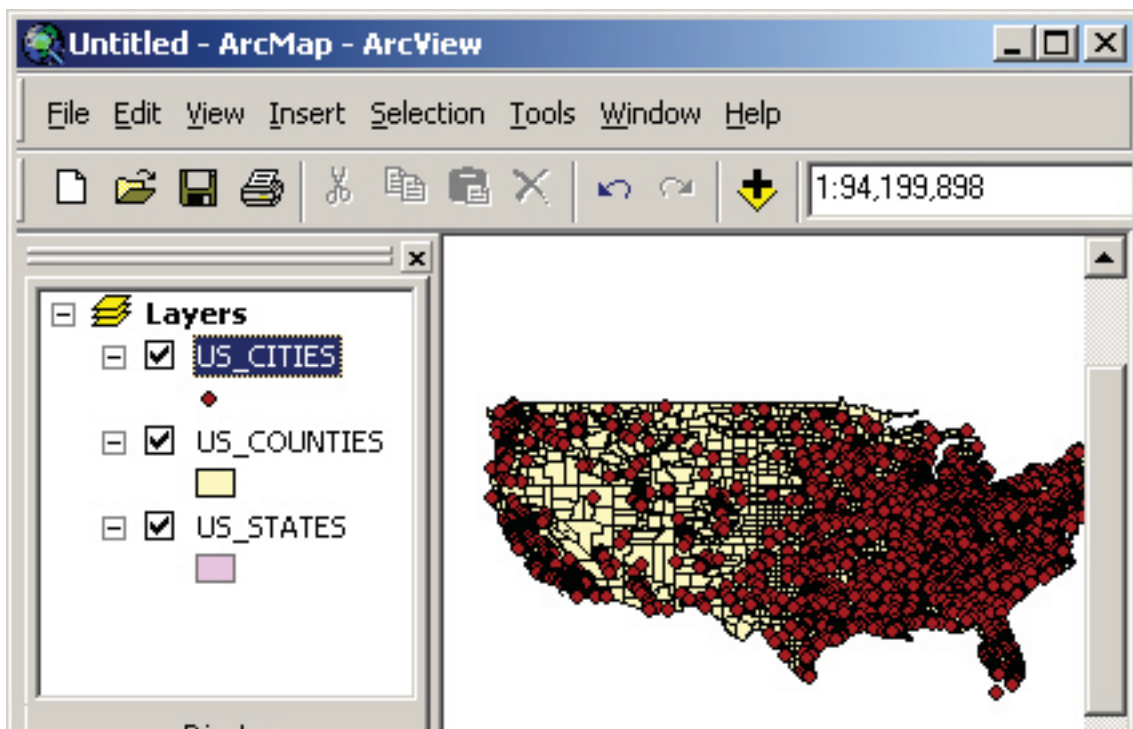 Untitled - ArcMap - ArcView
File Edit View Insert Selection Tools Window Help
1:94,199,898
Layers
US_CITIES
US_COUNTIES
US_STATES